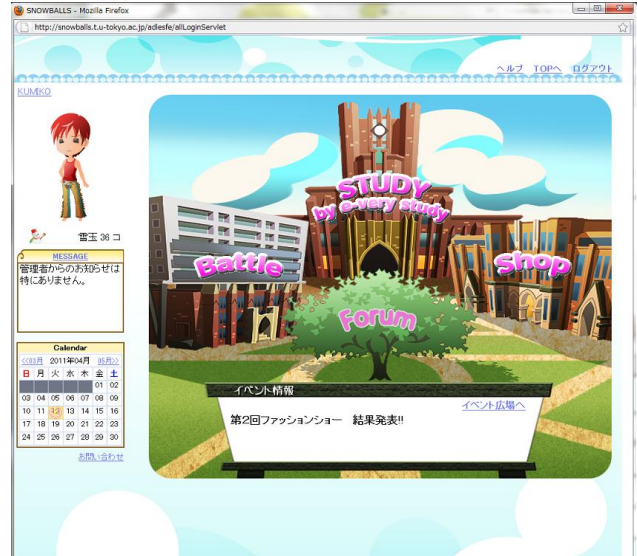 SNOWBALLS - Mozilla Firefox
http://snowballs.t.u-tokyo.ac.jp/adlesfe/allLoginServlet
ヘルプ TOPへ ログアウト
KUMIKO
雪玉 36 コ
MESSAGE
管理者からのお知らせは
特にありません。
STUDY
by e-very study
Battle
Shop
Forum
Calendar
<<03月 2011年04月 05月>>
日 月 火 水 木 金 土
01 02
03 04 05 06 07 08 09
10 11 12 13 14 15 16
17 18 19 20 21 22 23
24 25 26 27 28 29 30
お問い合わせ
イベント情報
イベント広場へ
第2回ファッションショー 結果発表!!